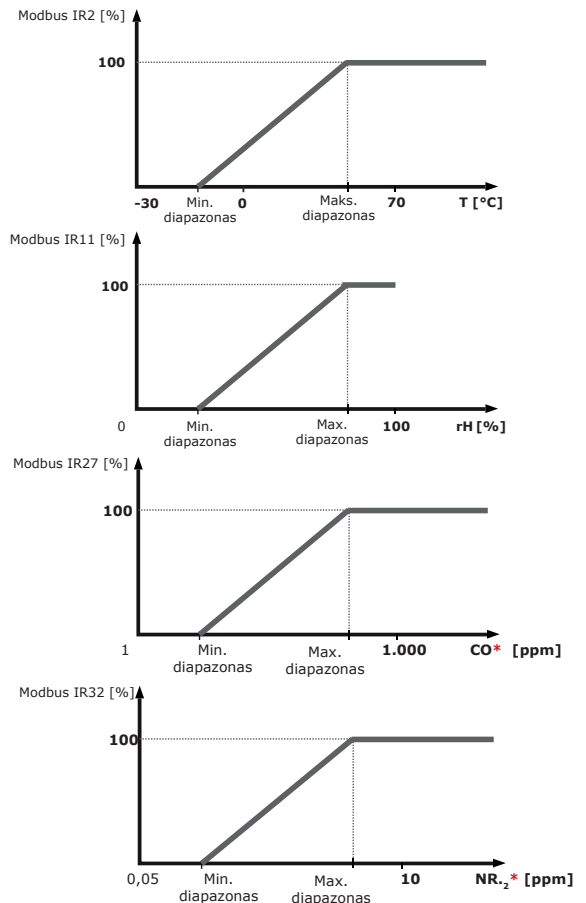 Modbus IR2 [%]
100
-30 Min. diapazonas 0 Maks. diapazonas 70 T [°C]
Modbus IR11 [%]
100
0 Min. diapazonas Max. diapazonas 100 rH [%]
Modbus IR27 [%]
100
1 Min. diapazonas Max. diapazonas 1.000 CO* [ppm]
Modbus IR32 [%]
100
0,05 Min. diapazonas Max. diapazonas 10 NR.₂* [ppm]